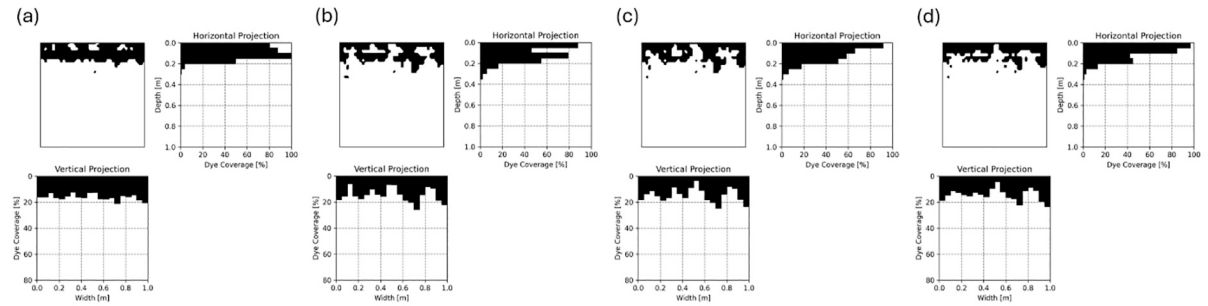 (a)
Horizontal Projection
0.0
0.2
0.4
0.6
0.8
1.0
Depth [m]
0 20 40 60 80 100
Dye Coverage [%]
Vertical Projection
0
20
40
60
80
Dye Coverage [%]
0.0 0.2 0.4 0.6 0.8 1.0
Width [m]
(b)
Horizontal Projection
0.0
0.2
0.4
0.6
0.8
1.0
Depth [m]
0 20 40 60 80 100
Dye Coverage [%]
Vertical Projection
0
20
40
60
80
Dye Coverage [%]
0.0 0.2 0.4 0.6 0.8 1.0
Width [m]
(c)
Horizontal Projection
0.0
0.2
0.4
0.6
0.8
1.0
Depth [m]
0 20 40 60 80 100
Dye Coverage [%]
Vertical Projection
0
20
40
60
80
Dye Coverage [%]
0.0 0.2 0.4 0.6 0.8 1.0
Width [m]
(d)
Horizontal Projection
0.0
0.2
0.4
0.6
0.8
1.0
Depth [m]
0 20 40 60 80 100
Dye Coverage [%]
Vertical Projection
0
20
40
60
80
Dye Coverage [%]
0.0 0.2 0.4 0.6 0.8 1.0
Width [m]